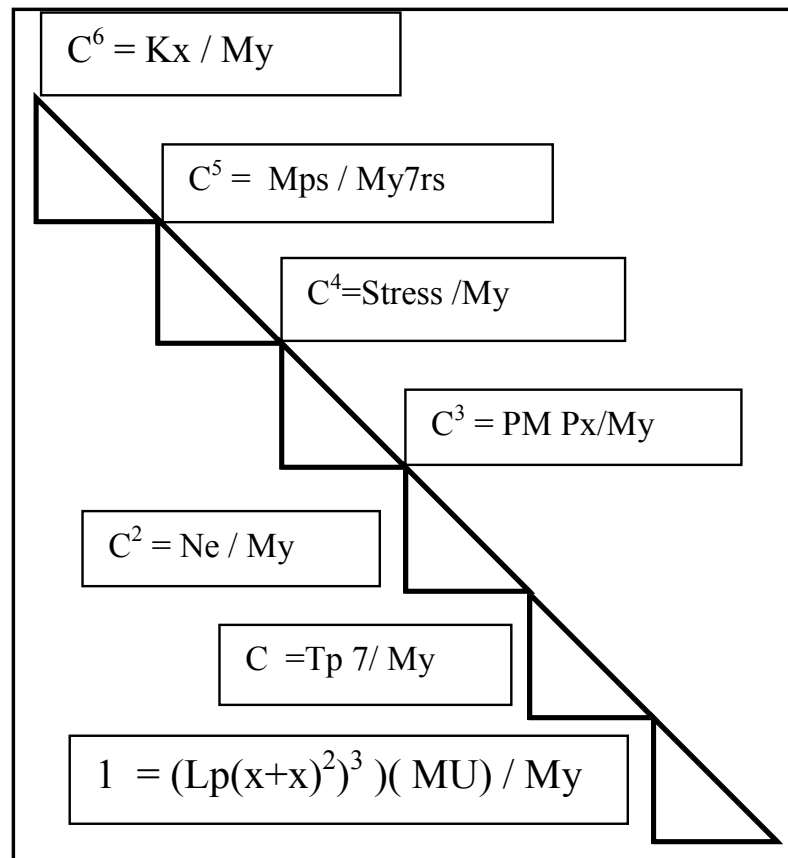 C⁶ = Kx / My
C⁵ = Mps / My7rs
C⁴=Stress /My
C³ = PM Px/My
C² = Ne / My
C =Tp 7/ My
1 = (Lp(x+x)²)³ )( MU) / My